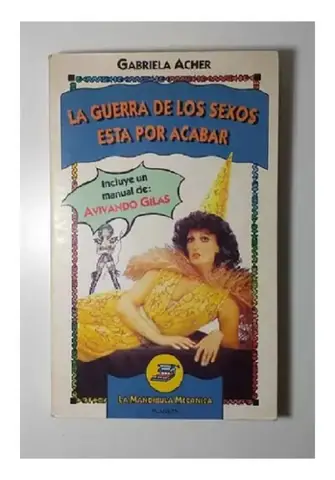 GABRIELA ACHER
LA GUERRA DE LOS SEXOS
ESTA POR ACABAR
Incluye un
manual de:
AVIVANDO GILAS
LA MANDIBULA MECANICA
PLANETA